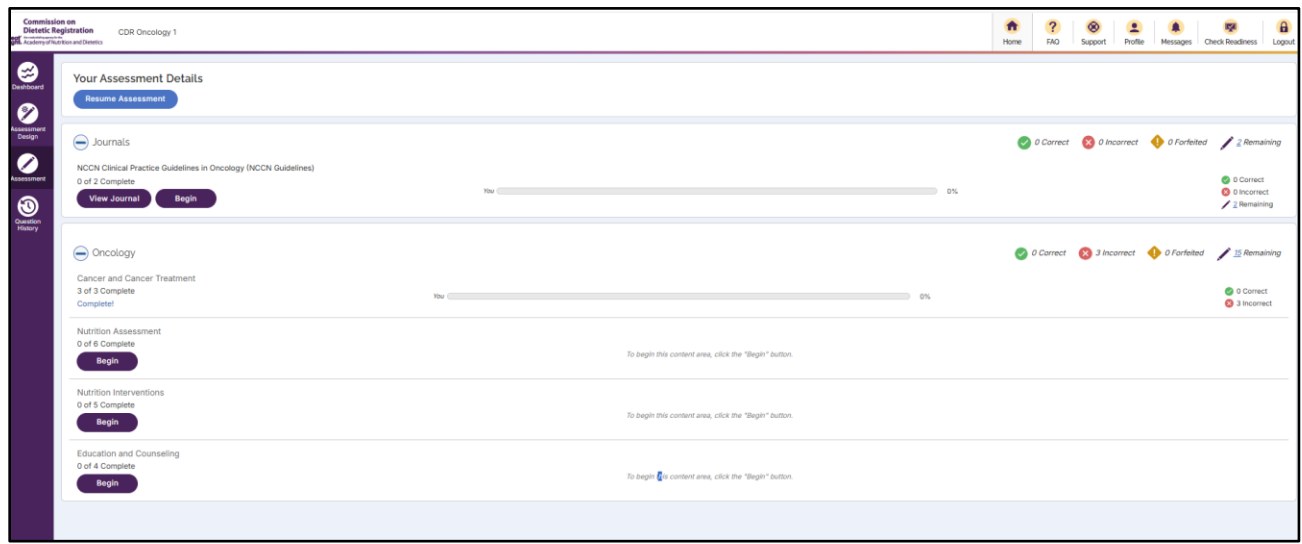 Commission on
Dietetic Registration
Academy of Nutrition and Dietetics
CDR Oncology 1
Home
FAQ
Support
Profile
Messages
Check Readiness
Logout
Dashboard
Assessment
Design
Assessment
Question
History
Your Assessment Details
Resume Assessment
Journals
0 Correct
0 Incorrect
0 Forfeited
2 Remaining
NCCN Clinical Practice Guidelines in Oncology (NCCN Guidelines)
0 of 2 Complete
View Journal
Begin
You
0%
0 Correct
0 Incorrect
2 Remaining
Oncology
0 Correct
3 Incorrect
0 Forfeited
15 Remaining
Cancer and Cancer Treatment
3 of 3 Complete
Complete!
You
0%
0 Correct
3 Incorrect
Nutrition Assessment
0 of 6 Complete
Begin
To begin this content area, click the "Begin" button.
Nutrition Interventions
0 of 5 Complete
Begin
To begin this content area, click the "Begin" button.
Education and Counseling
0 of 4 Complete
Begin
To begin this content area, click the "Begin" button.